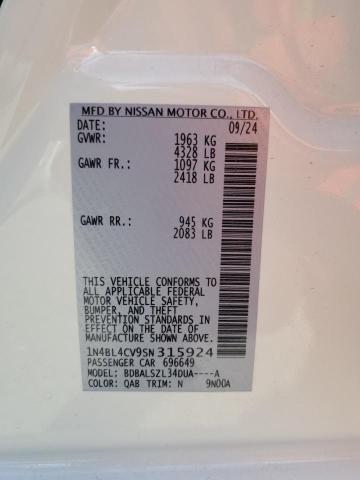 MFD BY NISSAN MOTOR CO., LTD.
DATE: 09/24
GVWR: 1963 KG
4328 LB
GAWR FR.: 1097 KG
2418 LB
GAWR RR.: 945 KG
2083 LB
THIS VEHICLE CONFORMS TO
ALL APPLICABLE FEDERAL
MOTOR VEHICLE SAFETY,
BUMPER, AND THEFT
PREVENTION STANDARDS IN
EFFECT ON THE DATE OF
MANUFACTURE SHOWN ABOVE.
1N4BL4CV9SN315924
PASSENGER CAR 696649
MODEL: BDBALSZL34DUA----A
COLOR: QAB TRIM: N 9N00A